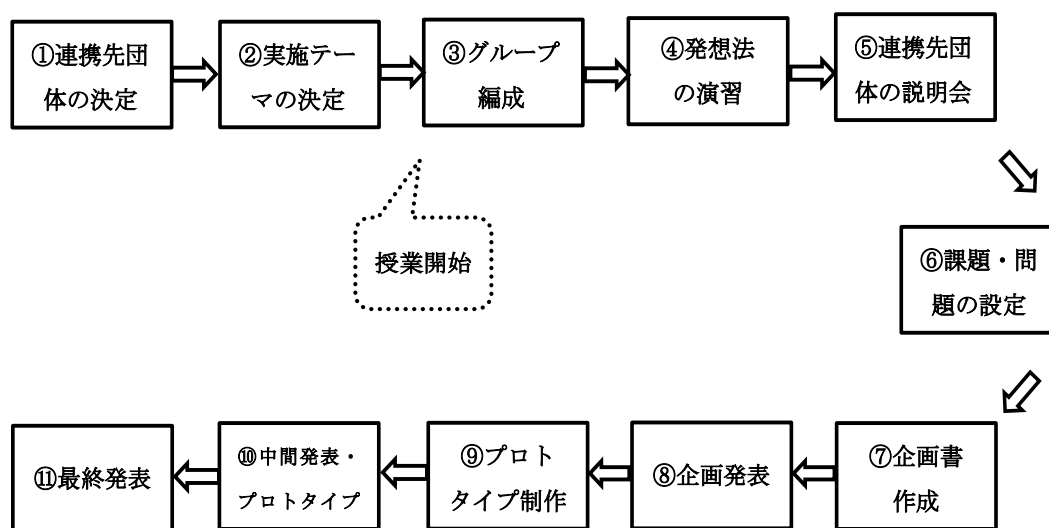 ①連携先団
体の決定
②実施テー
マの決定
③グループ
編成
④発想法
の演習
⑤連携先団
体の説明会
授業開始
⑥課題・問
題の設定
⑦企画書
作成
⑧企画発表
⑨プロト
タイプ制作
⑩中間発表・
プロトタイプ
⑪最終発表